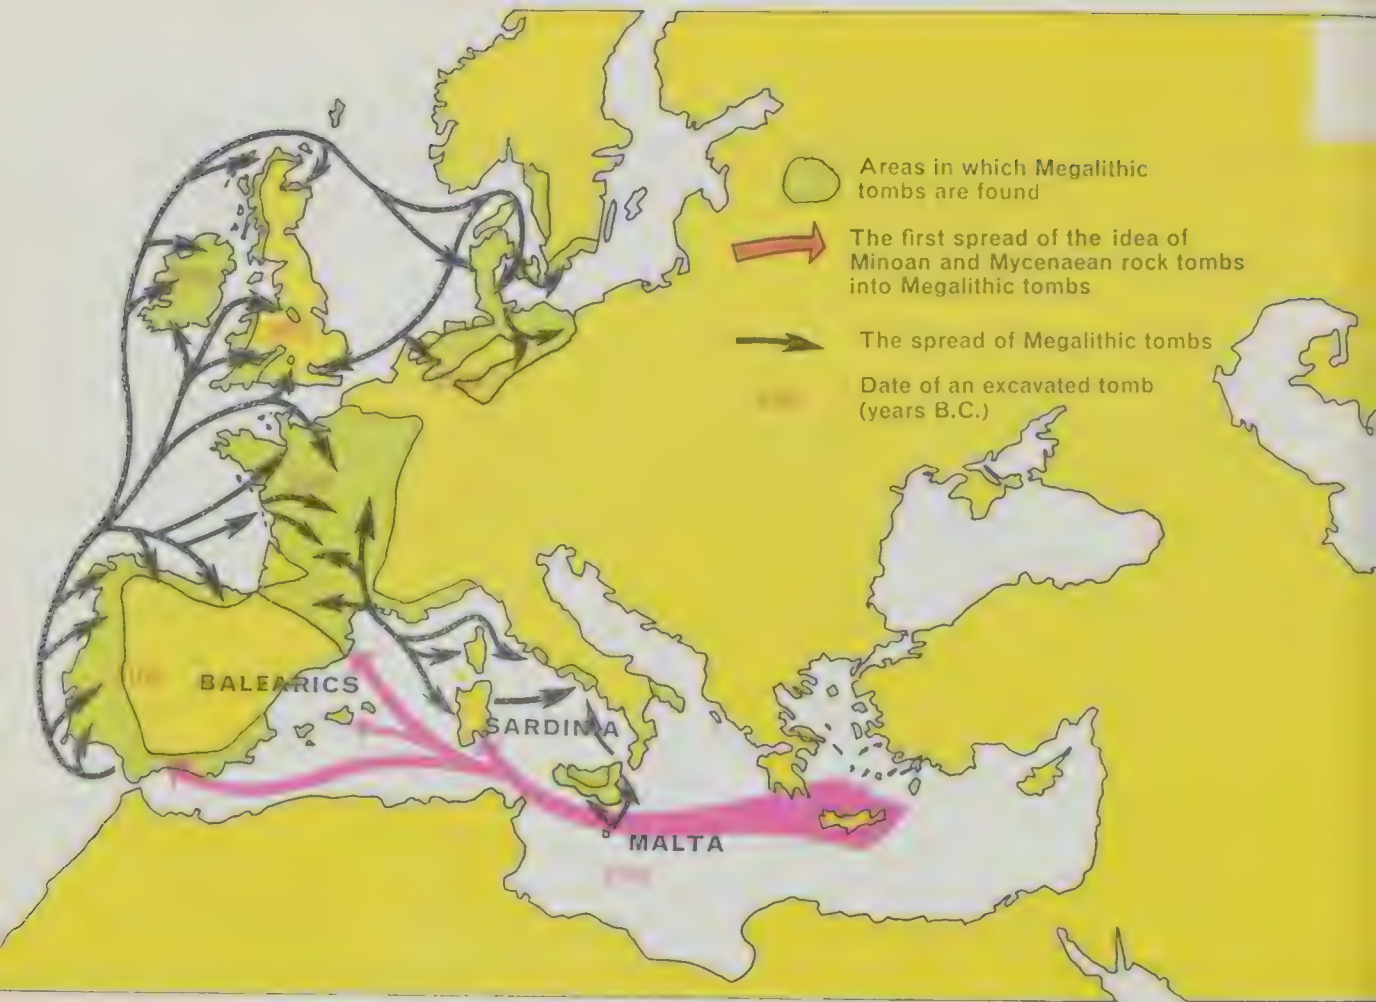 Areas in which Megalithic
tombs are found
The first spread of the idea of
Minoan and Mycenaean rock tombs
into Megalithic tombs
The spread of Megalithic tombs
Date of an excavated tomb
(years B.C.)
BALEARICS
SARDINIA
MALTA